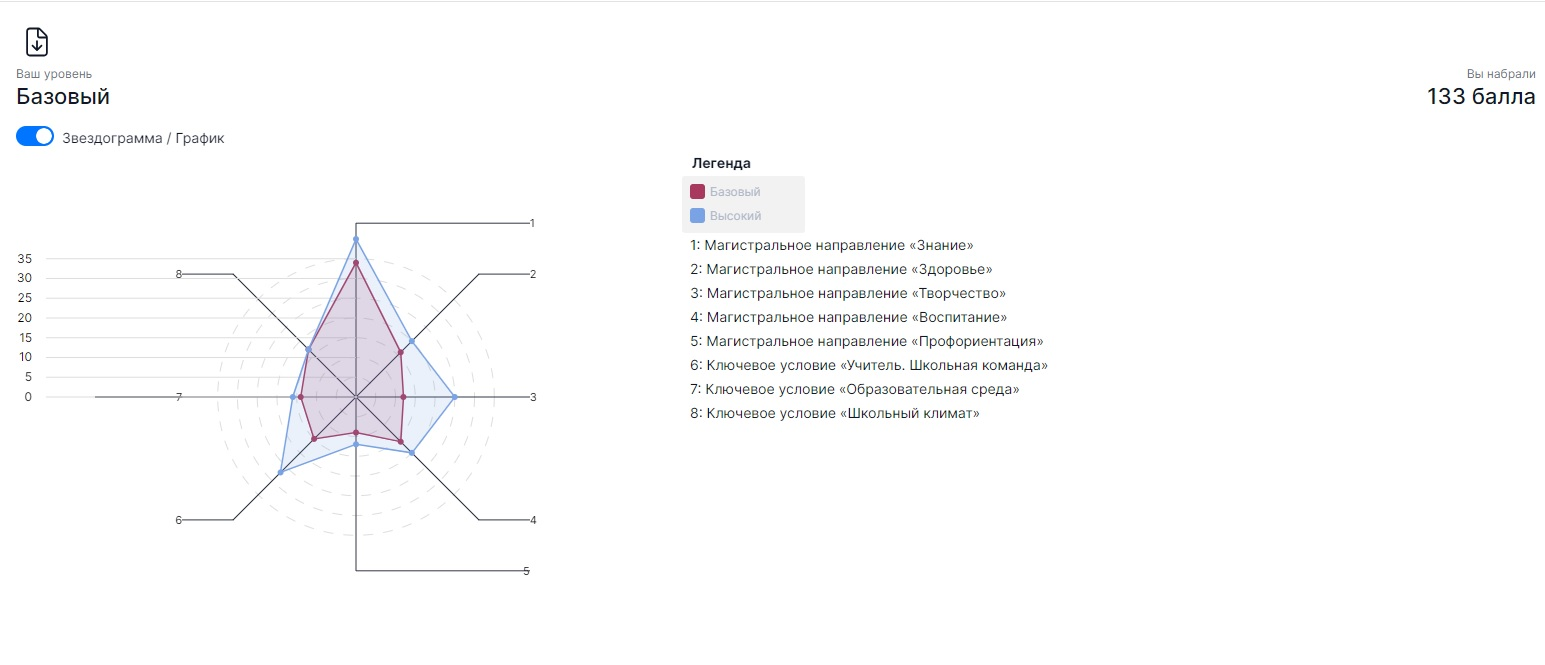 Ваш уровень
Базовый
Вы набрали
133 балла
Звездограмма / График
35
30
25
20
15
10
5
0
1
2
3
4
5
6
7
8
Легенда
Базовый
Высокий
1: Магистральное направление «Знание»
2: Магистральное направление «Здоровье»
3: Магистральное направление «Творчество»
4: Магистральное направление «Воспитание»
5: Магистральное направление «Профориентация»
6: Ключевое условие «Учитель. Школьная команда»
7: Ключевое условие «Образовательная среда»
8: Ключевое условие «Школьный климат»